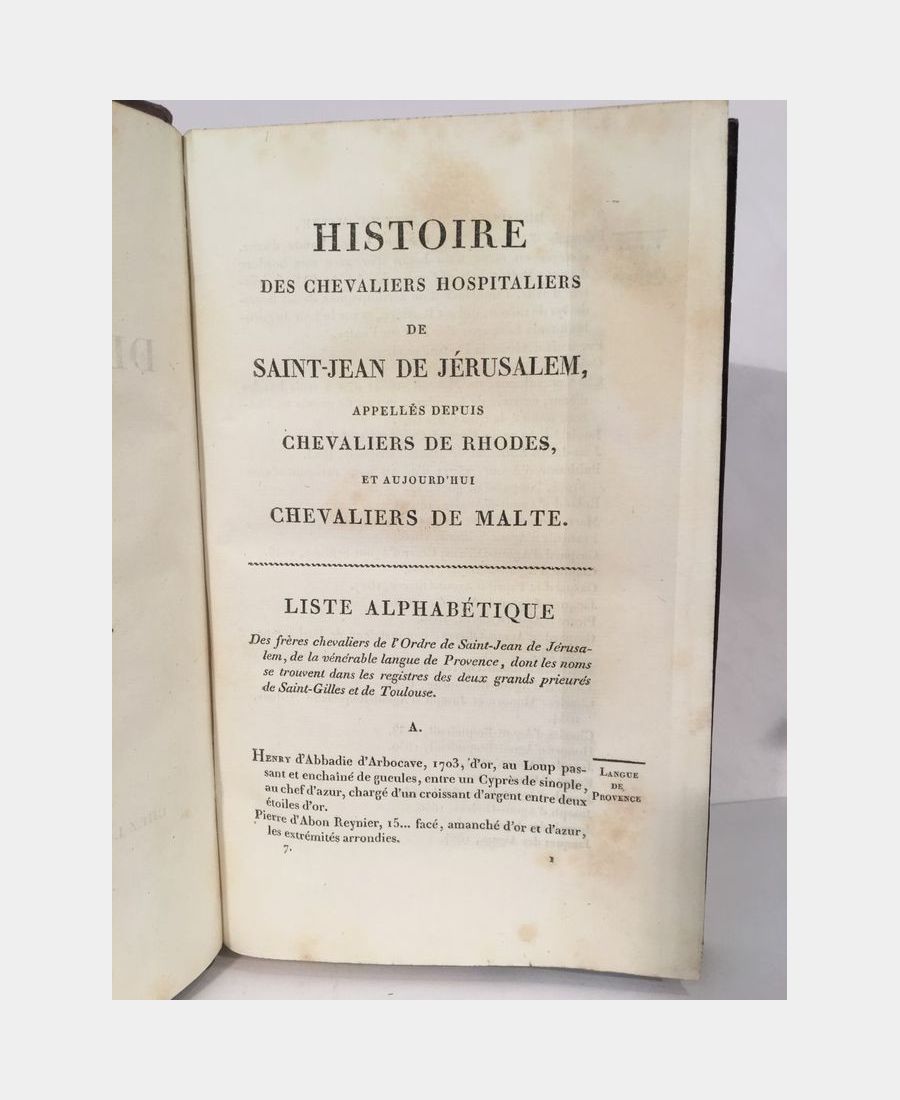 HISTOIRE
DES CHEVALIERS HOSPITALIERS
DE
SAINT-JEAN DE JÉRUSALEM,
APPELLÉS DEPUIS
CHEVALIERS DE RHODES,
ET AUJOURD'HUI
CHEVALIERS DE MALTE.
LISTE ALPHABÉTIQUE
Des frères chevaliers de l'Ordre de Saint-Jean de Jérusa-
lem, de la vénérable langue de Provence, dont les noms
se trouvent dans les registres des deux grands prieurés
de Saint-Gilles et de Toulouse.
A.
HENRY d'Abbadie d'Arbocave, 1703, d'or, au Loup pas-
sant et enchaîné de gueules, entre un Cyprès de sinople,
au chef d'azur, chargé d'un croissant d'argent entre deux
étoiles d'or.
Pierre d'Abon Reynier, 15... facé, amanché d'or et d'azur,
les extrémités arrondies.
7.
1
LANGUE
DE
PROVENCE